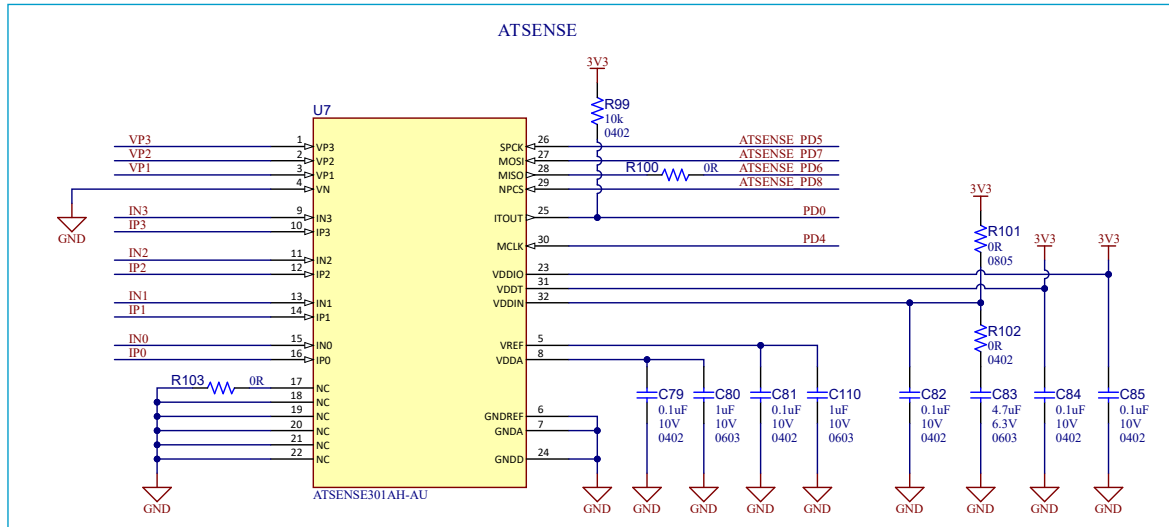 ATSENSE
3V3
R99
10k
0402
U7
VP3
VP2
VP1
1
2
3
4
VP3
VP2
VP1
VN
GND
IN3
IP3
9
10
IN3
IP3
IN2
IP2
11
12
IN2
IP2
IN1
IP1
13
14
IN1
IP1
IN0
IP0
15
16
IN0
IP0
R103
0R
17
18
19
20
21
22
NC
NC
NC
NC
NC
NC
GND
ATSENSE301AH-AU
SPCK
MOSI
MISO
NPCS
26
27
28
29
R100
0R
ATSENSE_PD5
ATSENSE_PD7
ATSENSE_PD6
ATSENSE_PD8
ITOUT
25
PD0
MCLK
30
PD4
VDDIO
VDDT
VDDIN
23
31
32
VREF
VDDA
5
8
GNDREF
GNDA
6
7
GNDD
24
GND
3V3
R101
0R
0805
3V3
3V3
R102
0R
0402
C79
0.1uF
10V
0402
GND
C80
1uF
10V
0603
GND
C81
0.1uF
10V
0402
GND
C110
1uF
10V
0603
GND
C82
0.1uF
10V
0402
GND
C83
4.7uF
6.3V
0603
GND
C84
0.1uF
10V
0402
GND
C85
0.1uF
10V
0402
GND